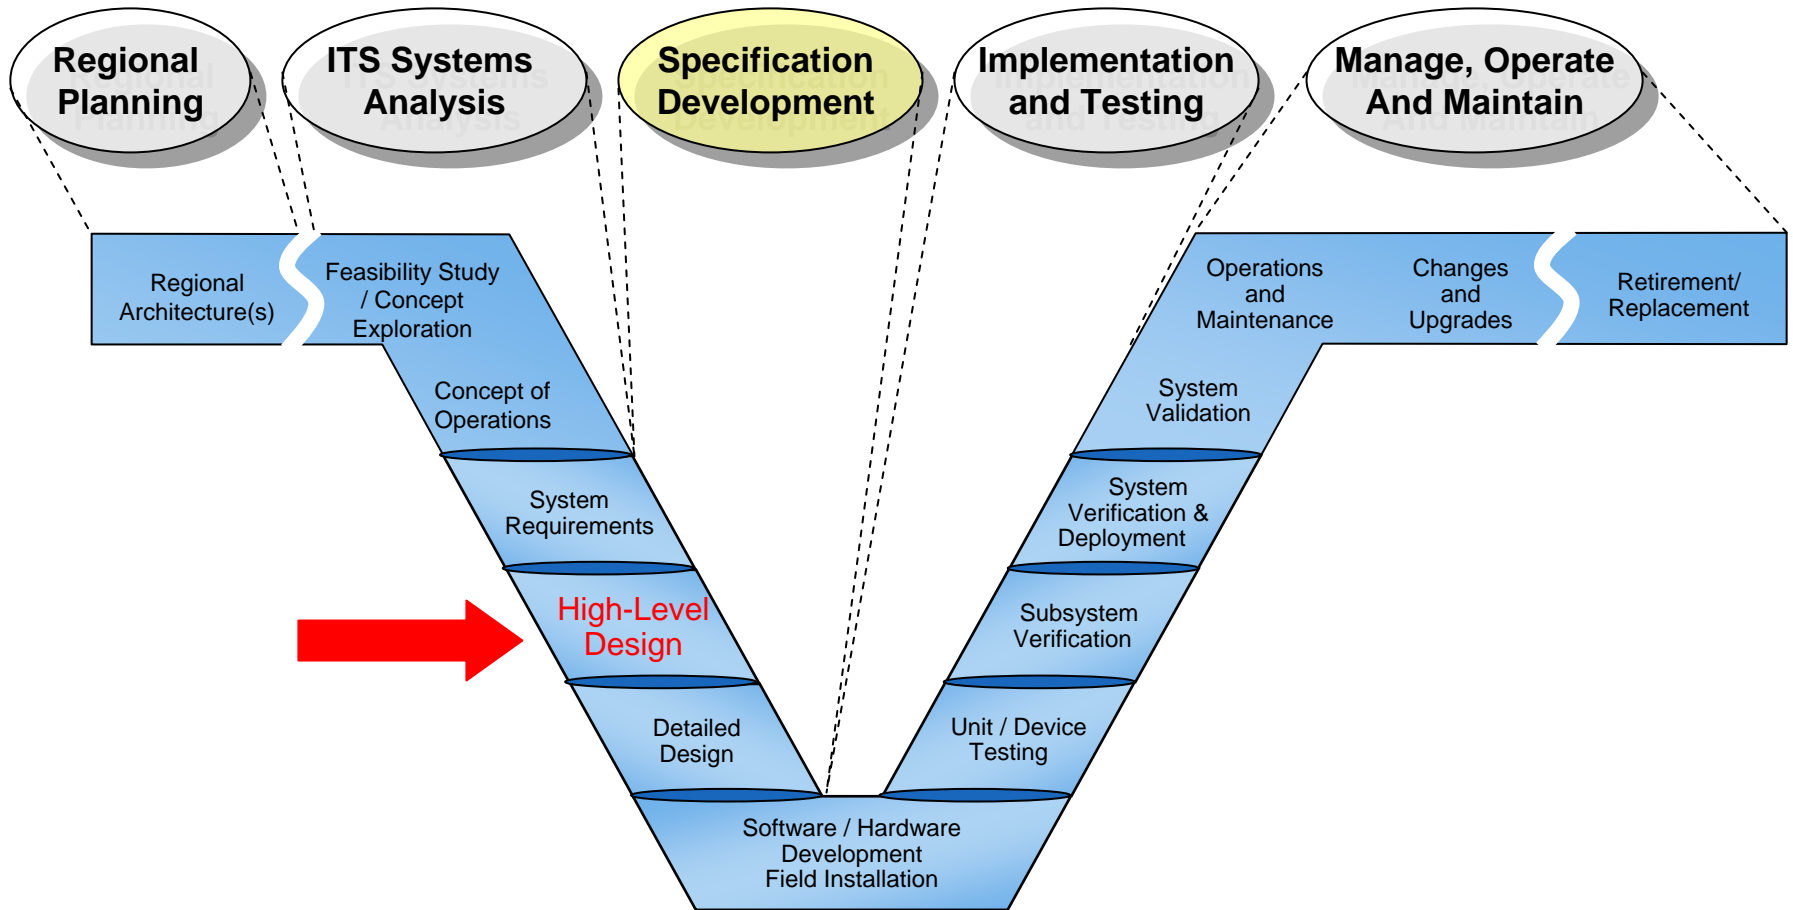 Regional
Planning
ITS Systems
Analysis
Specification
Development
Implementation
and Testing
Manage, Operate
And Maintain
Regional
Architecture(s)
Feasibility Study
/ Concept
Exploration
Concept of
Operations
System
Requirements
High-Level
Design
Detailed
Design
Software / Hardware
Development
Field Installation
Unit / Device
Testing
Subsystem
Verification
System
Verification &
Deployment
System
Validation
Operations
and
Maintenance
Changes
and
Upgrades
Retirement/
Replacement